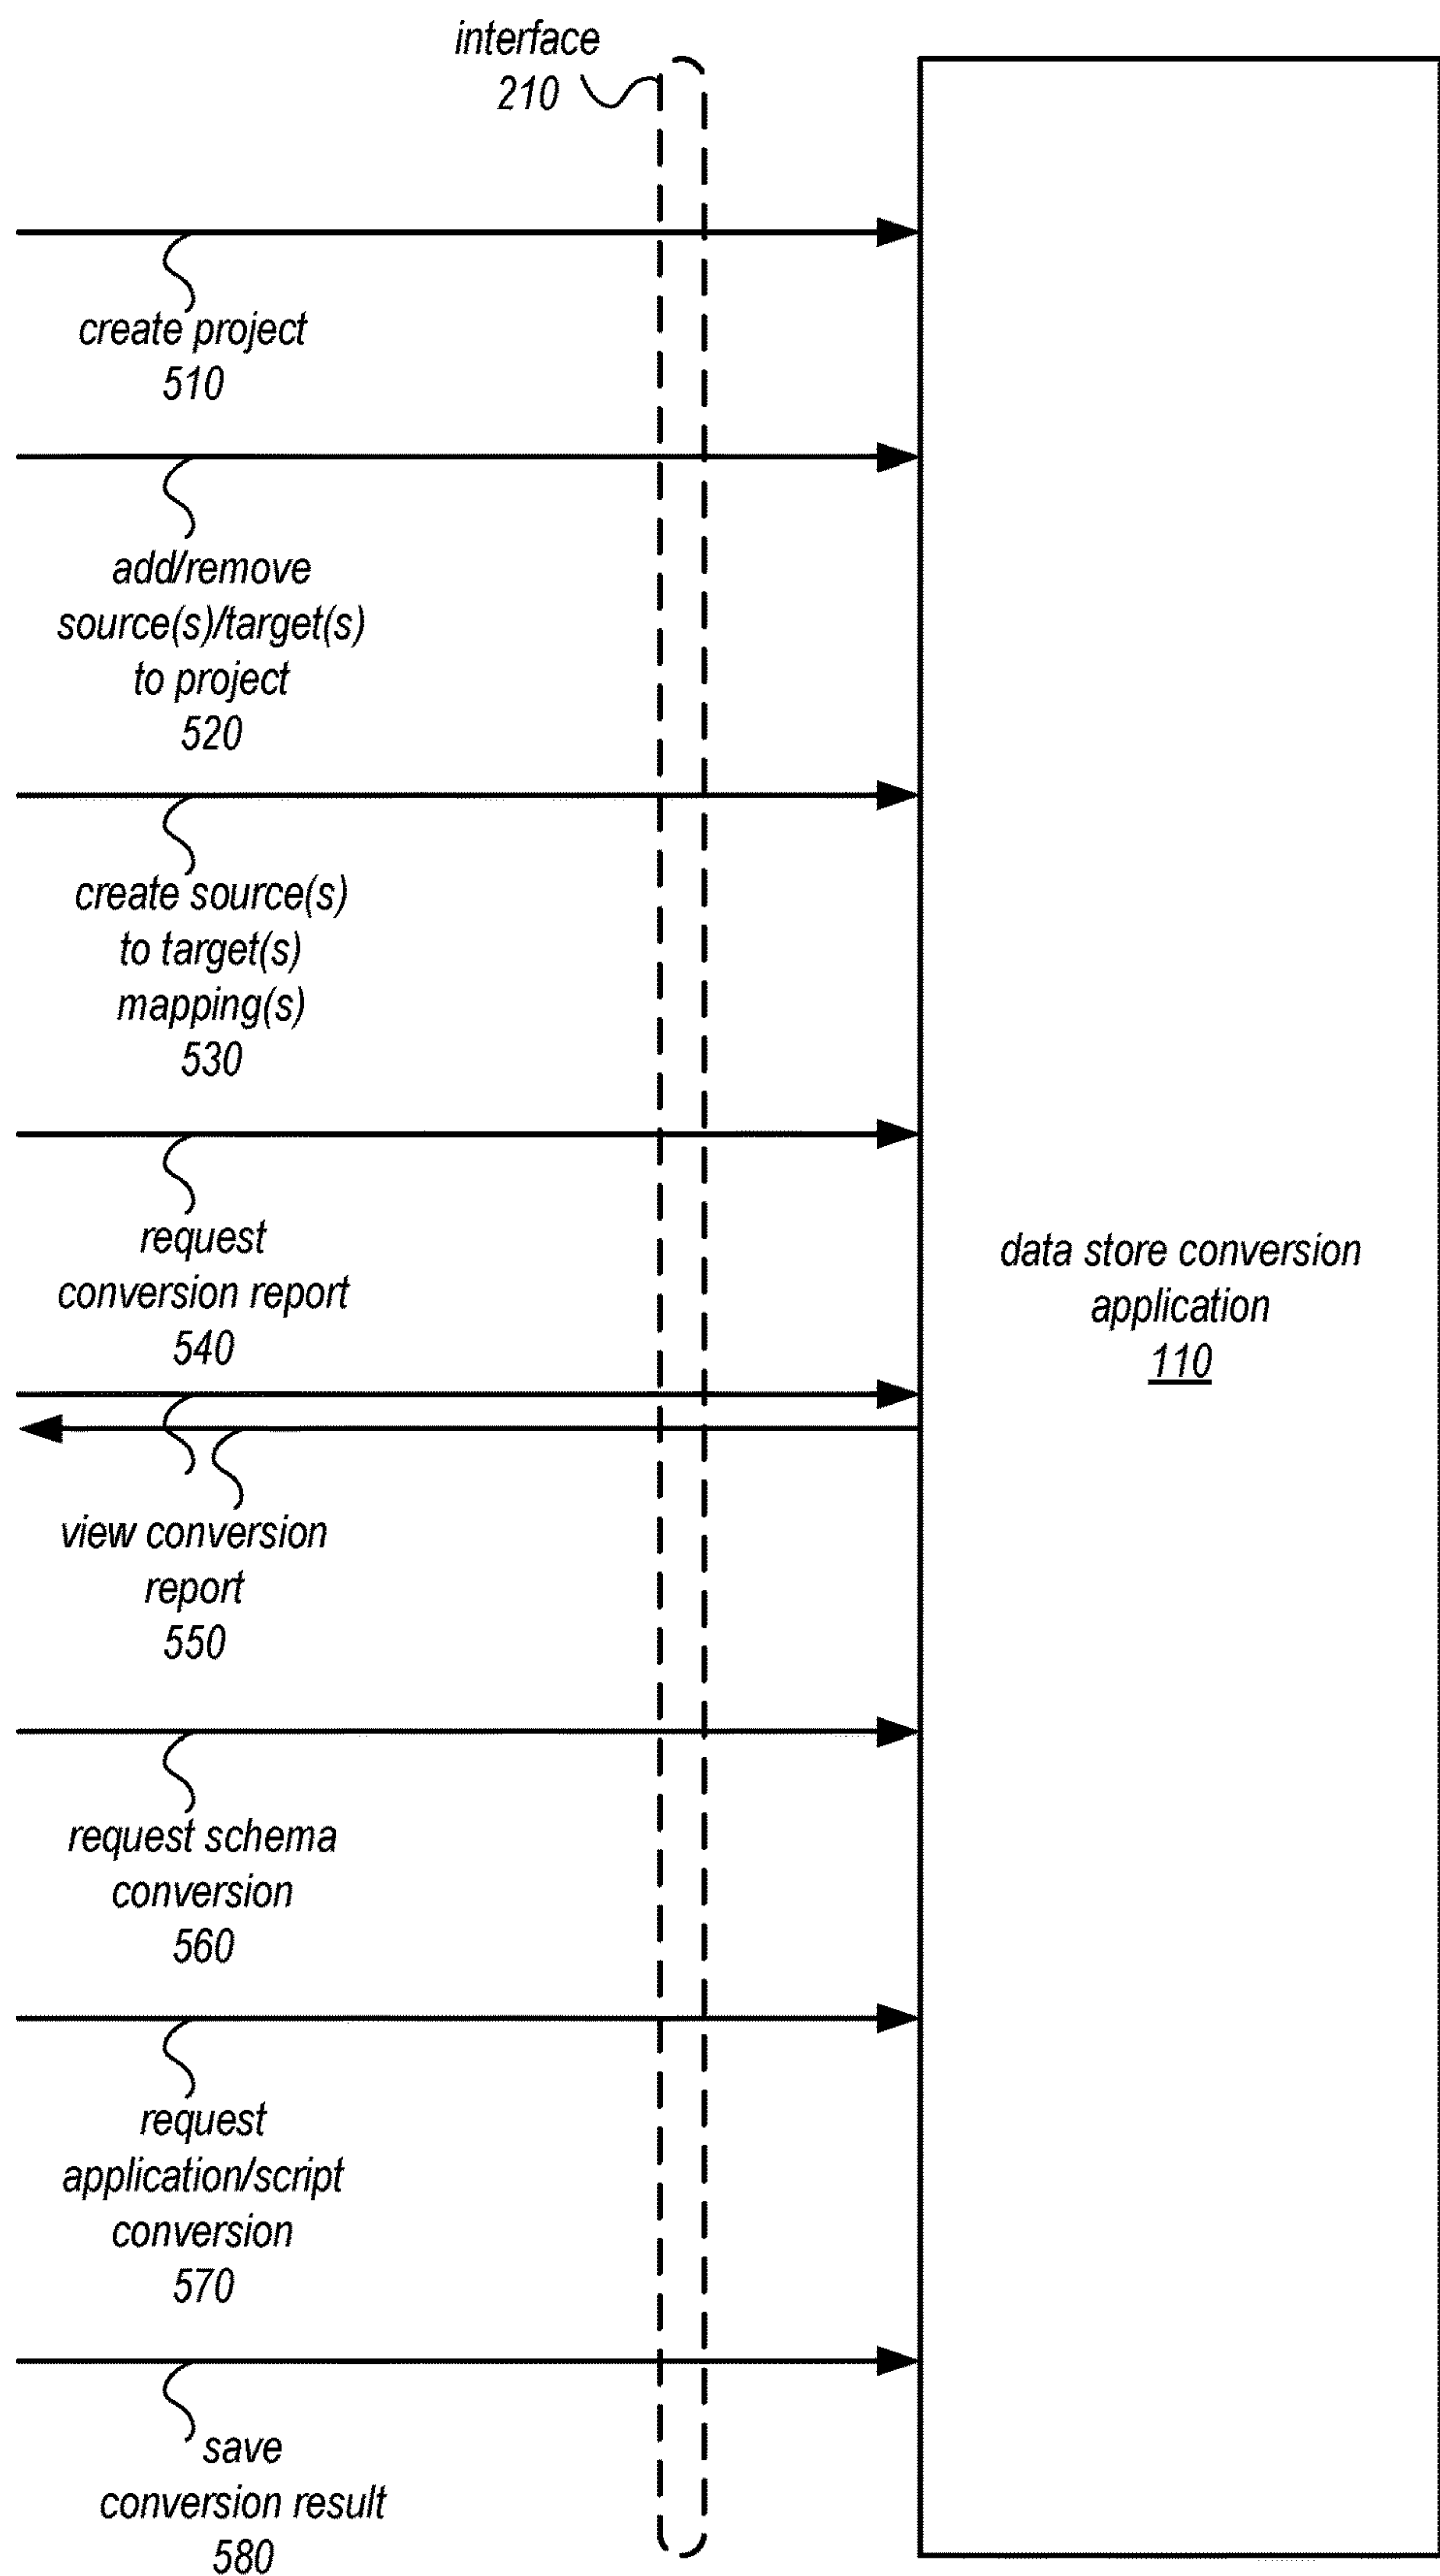 interface
210
create project
510
add/remove
source(s)/target(s)
to project
520
create source(s)
to target(s)
mapping(s)
530
request
conversion report
540
data store conversion
application
110
view conversion
report
550
request schema
conversion
560
request
application/script
conversion
570
save
conversion result
580